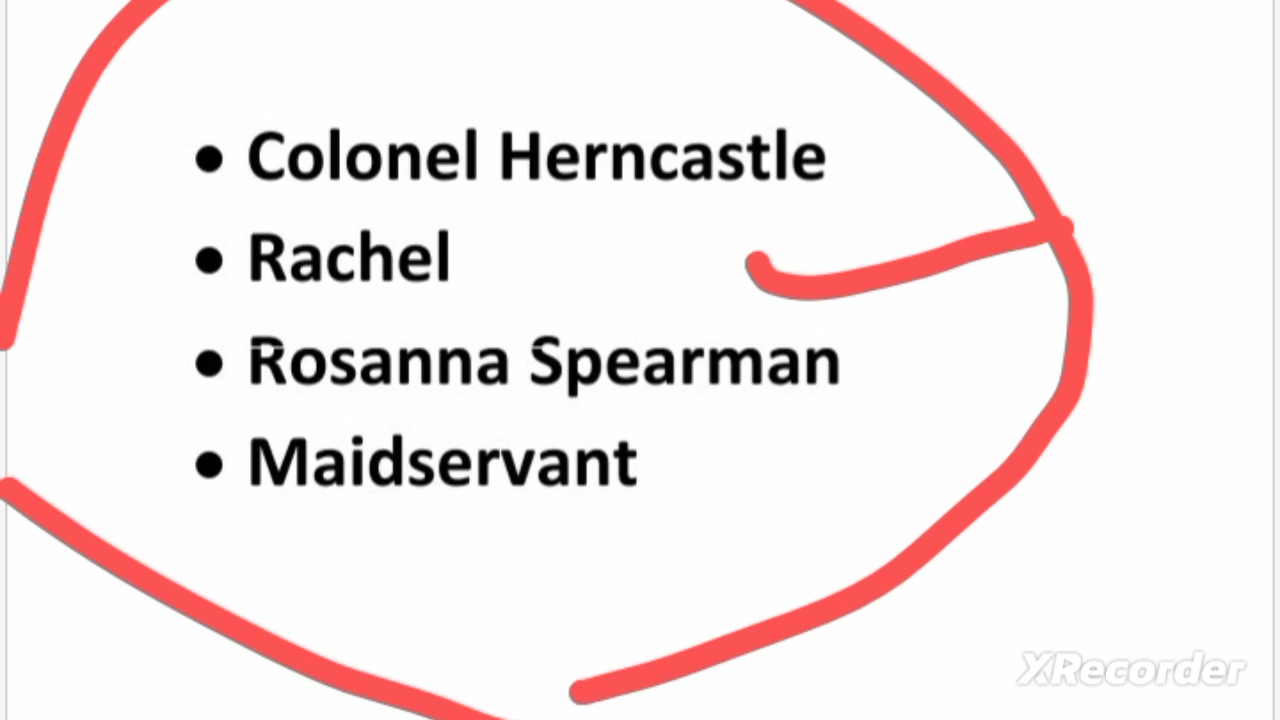 • Colonel Herncastle
• Rachel
• Rosanna Spearman
• Maidservant
XRecorder